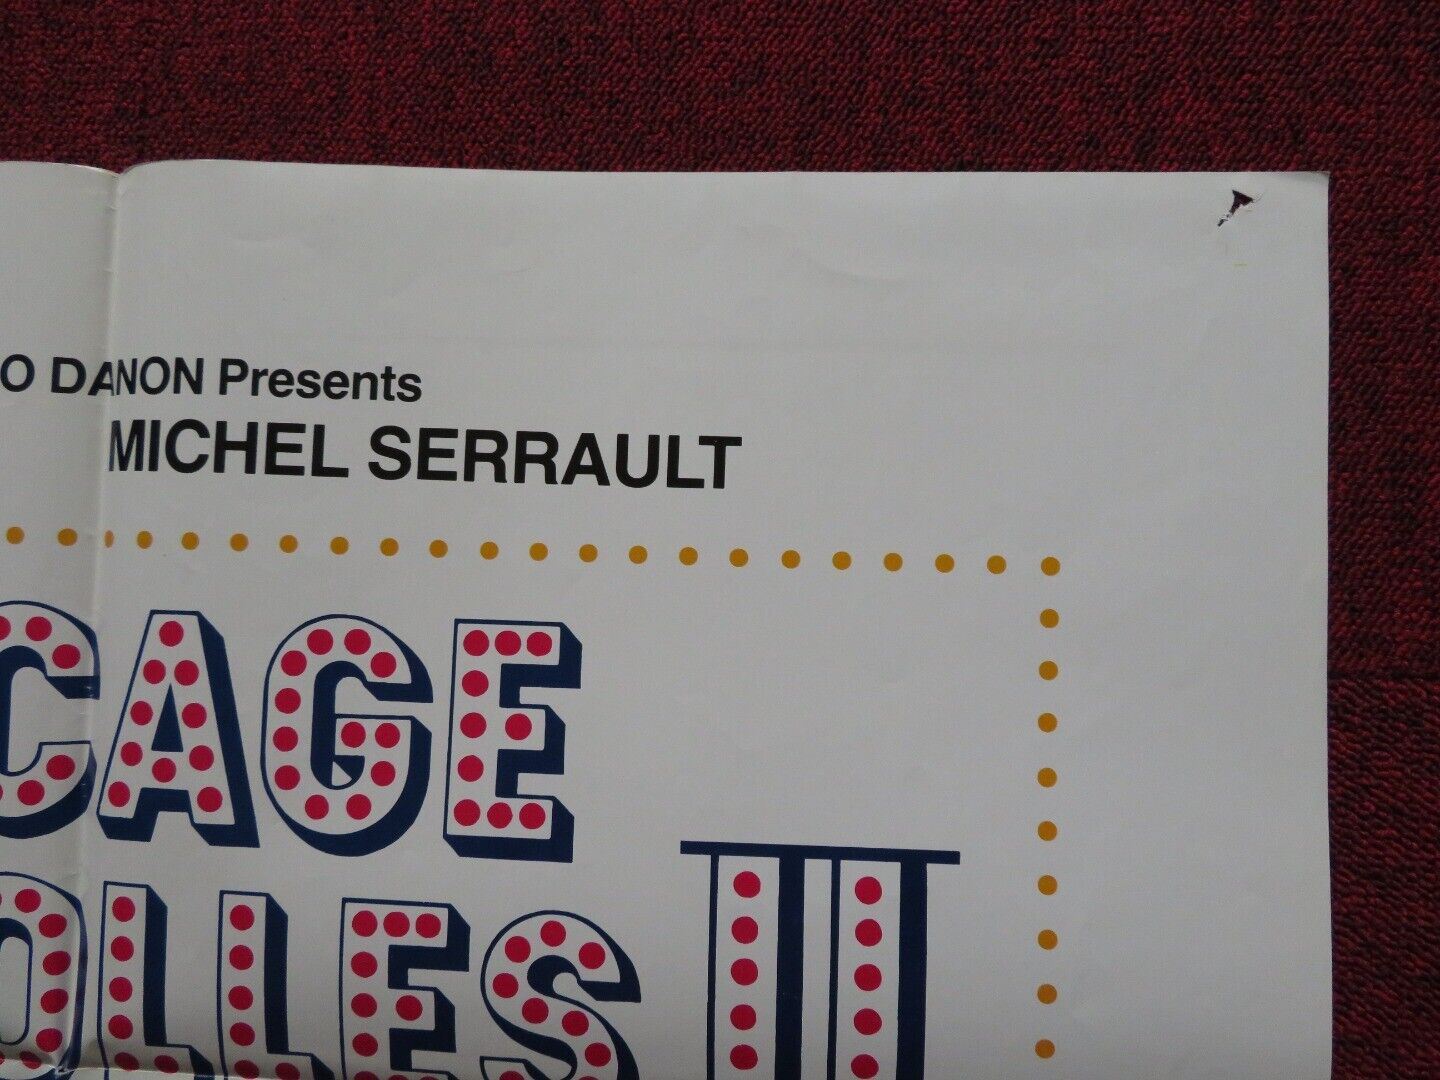 O DANON Presents
MICHEL SERRAULT
CAGE
OLLES II